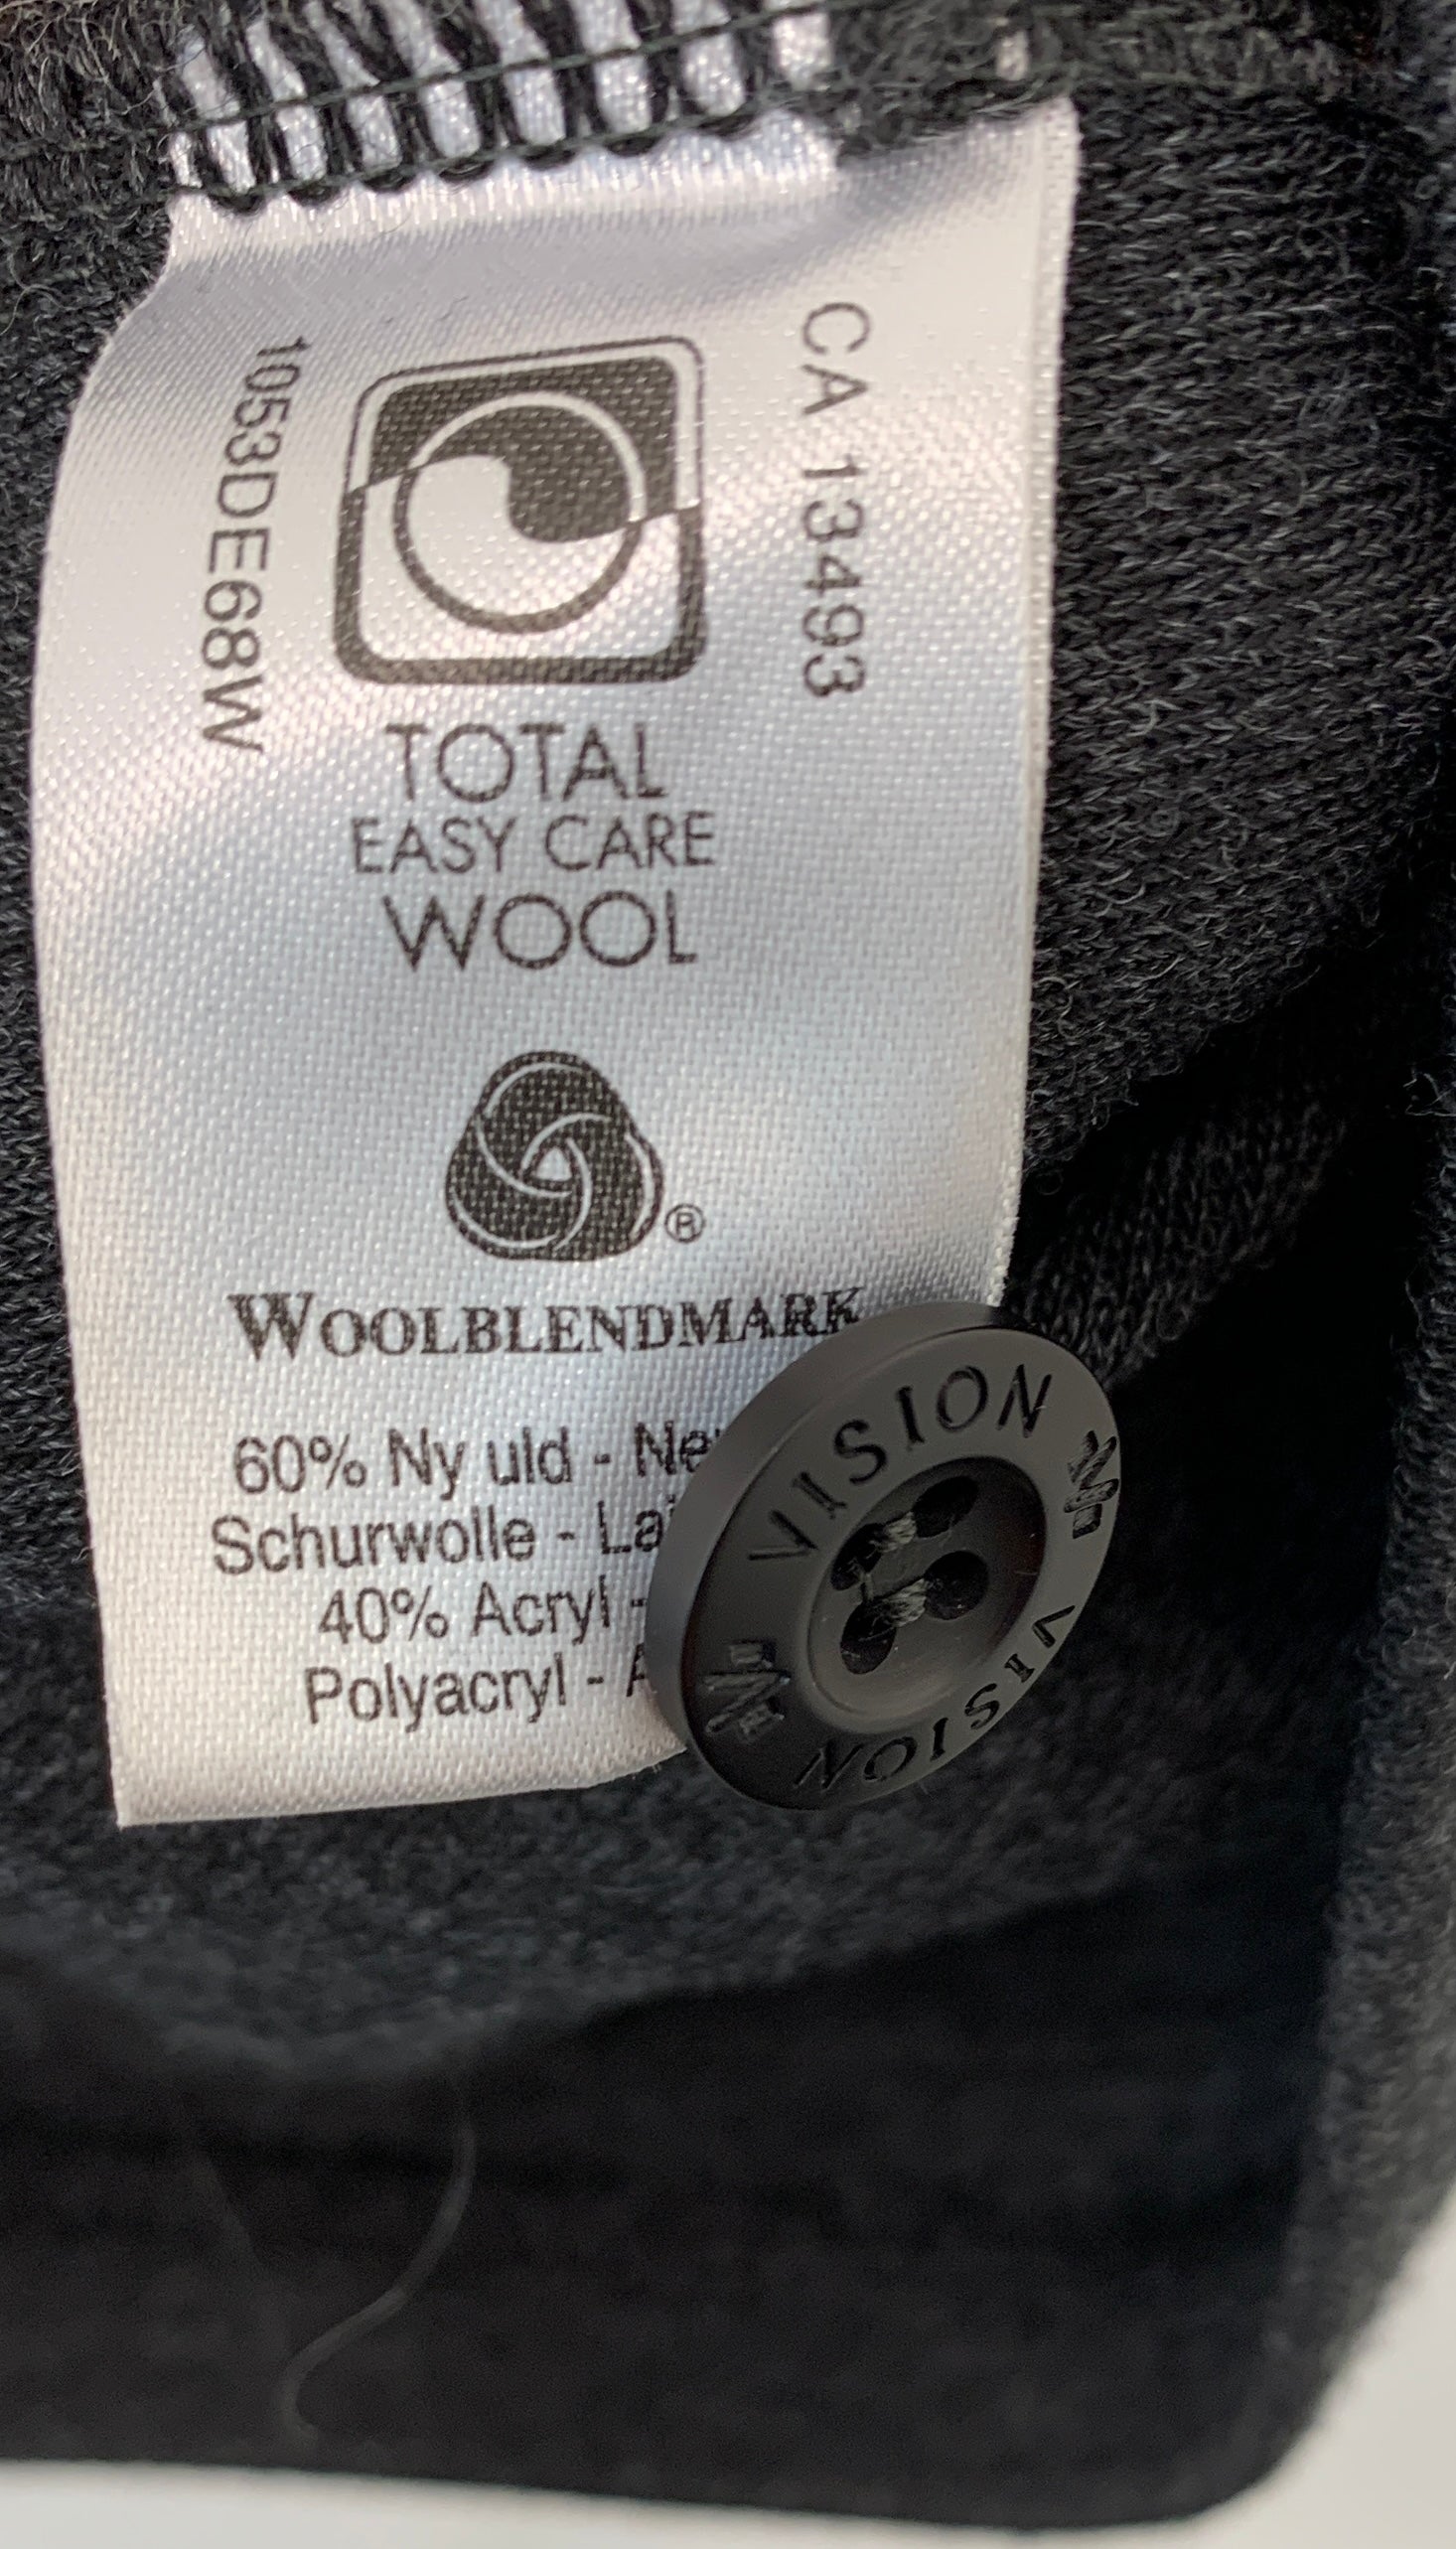 CA 13493
1053DE68W
TOTAL
EASY CARE
WOOL
®
WOOLBLENDMARK
60% Ny uld -
Schurwolle -
40% Acryl -
Polyacryl -
VISION
VISION